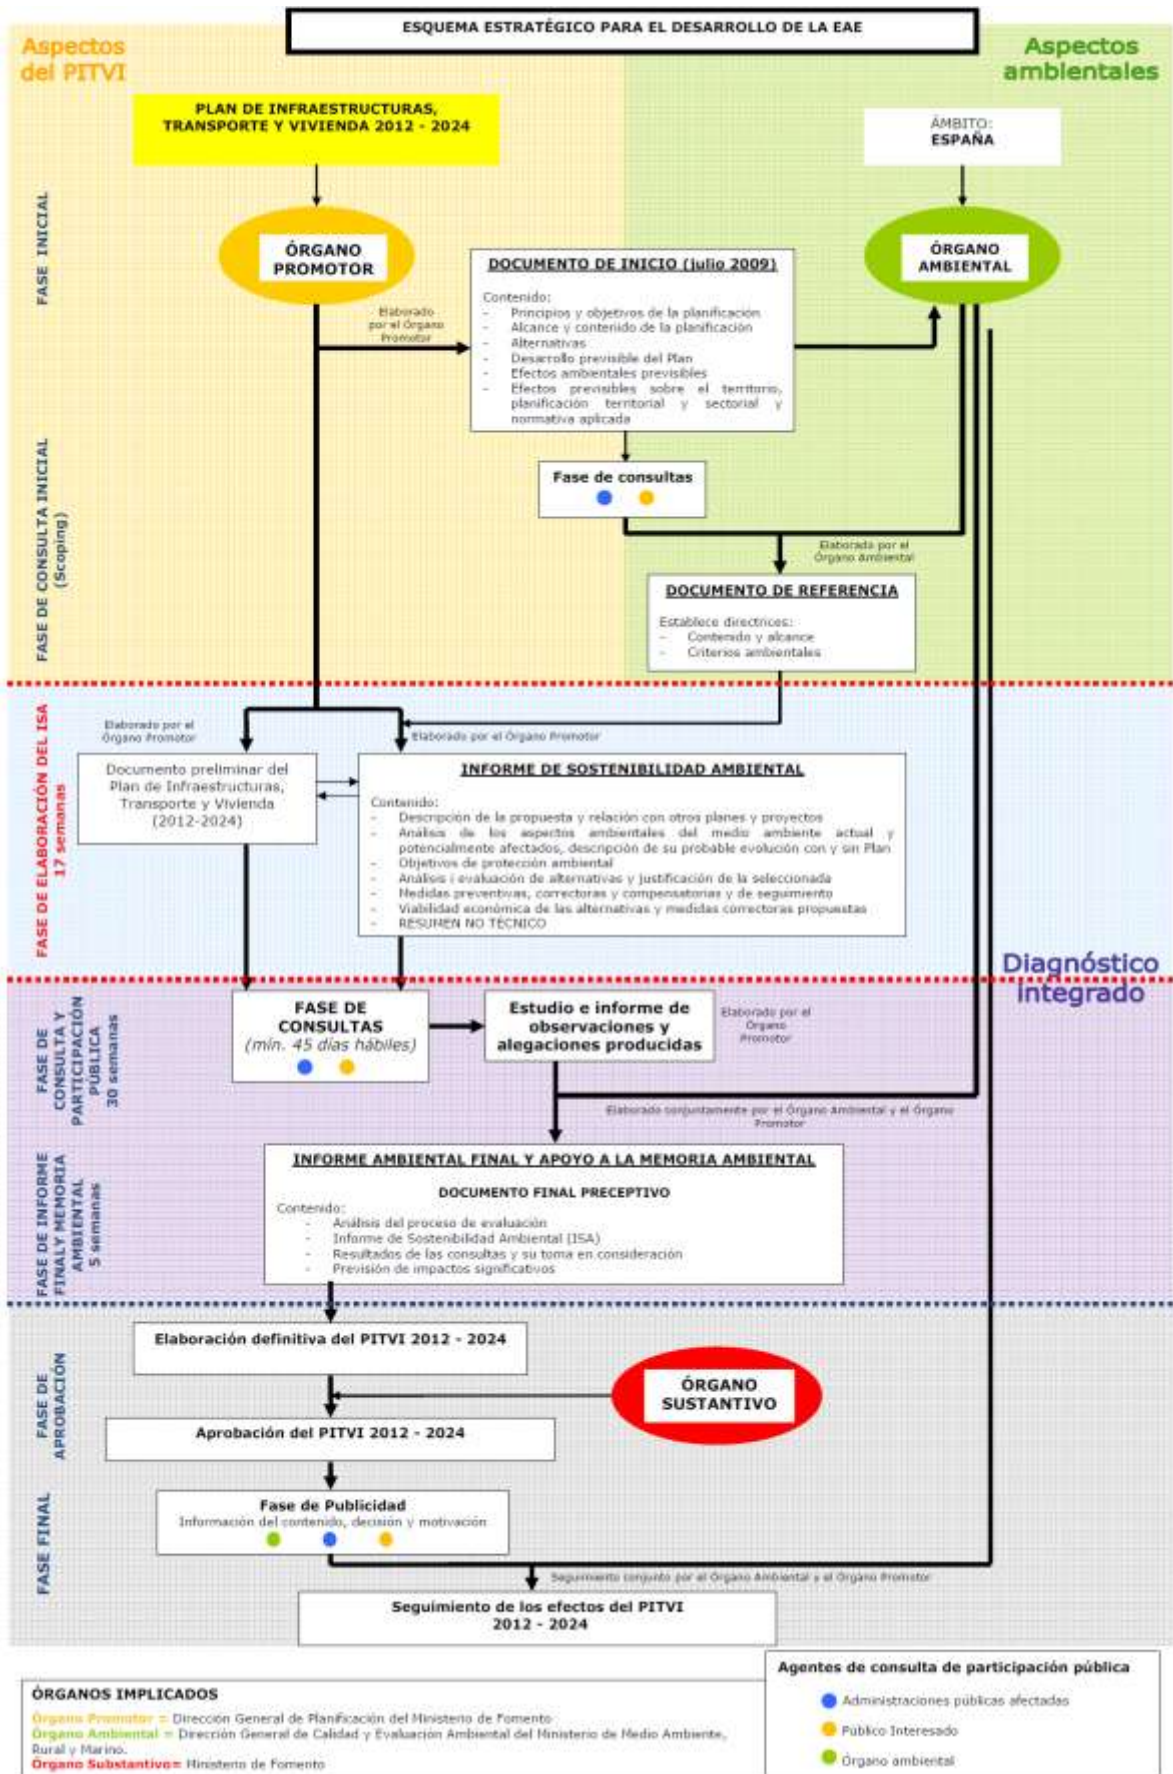 ESQUEMA ESTRATÉGICO PARA EL DESARROLLO DE LA EAE
Aspectos
del PITVI
Aspectos
ambientales
PLAN DE INFRAESTRUCTURAS,
TRANSPORTE Y VIVIENDA 2012 - 2024
ÁMBITO:
ESPAÑA
FASE INICIAL
ÓRGANO
PROMOTOR
ÓRGANO
AMBIENTAL
DOCUMENTO DE INICIO (julio 2009)
Contenido:
- Principios y objetivos de la planificación
- Alcance y contenido de la planificación
- Alternativas
- Desarrollo previsible del Plan
- Efectos ambientales previsibles
- Efectos previsibles sobre el territorio,
planificación territorial y sectorial y
normativa aplicada
Elaborado
por el Órgano
Promotor
FASE DE CONSULTA INICIAL
(Scoping)
Fase de consultas
Elaborado por el
Órgano Ambiental
DOCUMENTO DE REFERENCIA
Establece directrices:
- Contenido y alcance
- Criterios ambientales
FASE DE ELABORACIÓN DEL ISA
17 semanas
Elaborado por el
Órgano Promotor
Elaborado por el Órgano Promotor
Documento preliminar del
Plan de Infraestructuras,
Transporte y Vivienda
(2012-2024)
INFORME DE SOSTENIBILIDAD AMBIENTAL
Contenido:
- Descripción de la propuesta y relación con otros planes y proyectos
- Análisis de los aspectos ambientales del medio ambiente actual y
potencialmente afectados, descripción de su probable evolución con y sin Plan
- Objetivos de protección ambiental
- Análisis i evaluación de alternativas y justificación de la seleccionada
- Medidas preventivas, correctoras y compensatorias y de seguimiento
- Viabilidad económica de las alternativas y medidas correctoras propuestas
- RESUMEN NO TÉCNICO
Diagnóstico
integrado
FASE DE
CONSULTA Y
PARTICIPACIÓN
PÚBLICA
30 semanas
FASE DE
CONSULTAS
(mín. 45 días hábiles)
Estudio e informe de
observaciones y
alegaciones producidas
Elaborado por el
Órgano
Promotor
Elaborado conjuntamente por el Órgano Ambiental y el Órgano
Promotor
FASE DE INFORME
FINALY MEMORIA
AMBIENTAL
5 semanas
INFORME AMBIENTAL FINAL Y APOYO A LA MEMORIA AMBIENTAL
DOCUMENTO FINAL PRECEPTIVO
Contenido:
- Análisis del proceso de evaluación
- Informe de Sostenibilidad Ambiental (ISA)
- Resultados de las consultas y su toma en consideración
- Previsión de impactos significativos
FASE DE
APROBACIÓN
Elaboración definitiva del PITVI 2012 - 2024
ÓRGANO
SUSTANTIVO
Aprobación del PITVI 2012 - 2024
FASE FINAL
Fase de Publicidad
Información del contenido, decisión y motivación
Seguimiento conjunto por el Órgano Ambiental y el Órgano Promotor
Seguimiento de los efectos del PITVI
2012 - 2024
ÓRGANOS IMPLICADOS
Órgano Promotor = Dirección General de Planificación del Ministerio de Fomento
Órgano Ambiental = Dirección General de Calidad y Evaluación Ambiental del Ministerio de Medio Ambiente,
Rural y Marino.
Órgano Substantivo= Ministerio de Fomento
Agentes de consulta de participación pública
Administraciones públicas afectadas
Público Interesado
Órgano ambiental